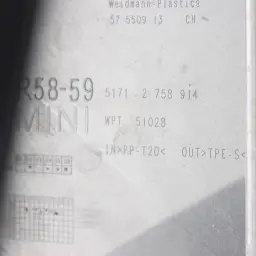 Weidmann-Plastics
57 5509 13 CH
R58-59
5171 2 758 914
MINI
WPT 51028
IN>PP-T20< OUT>TPE-S<